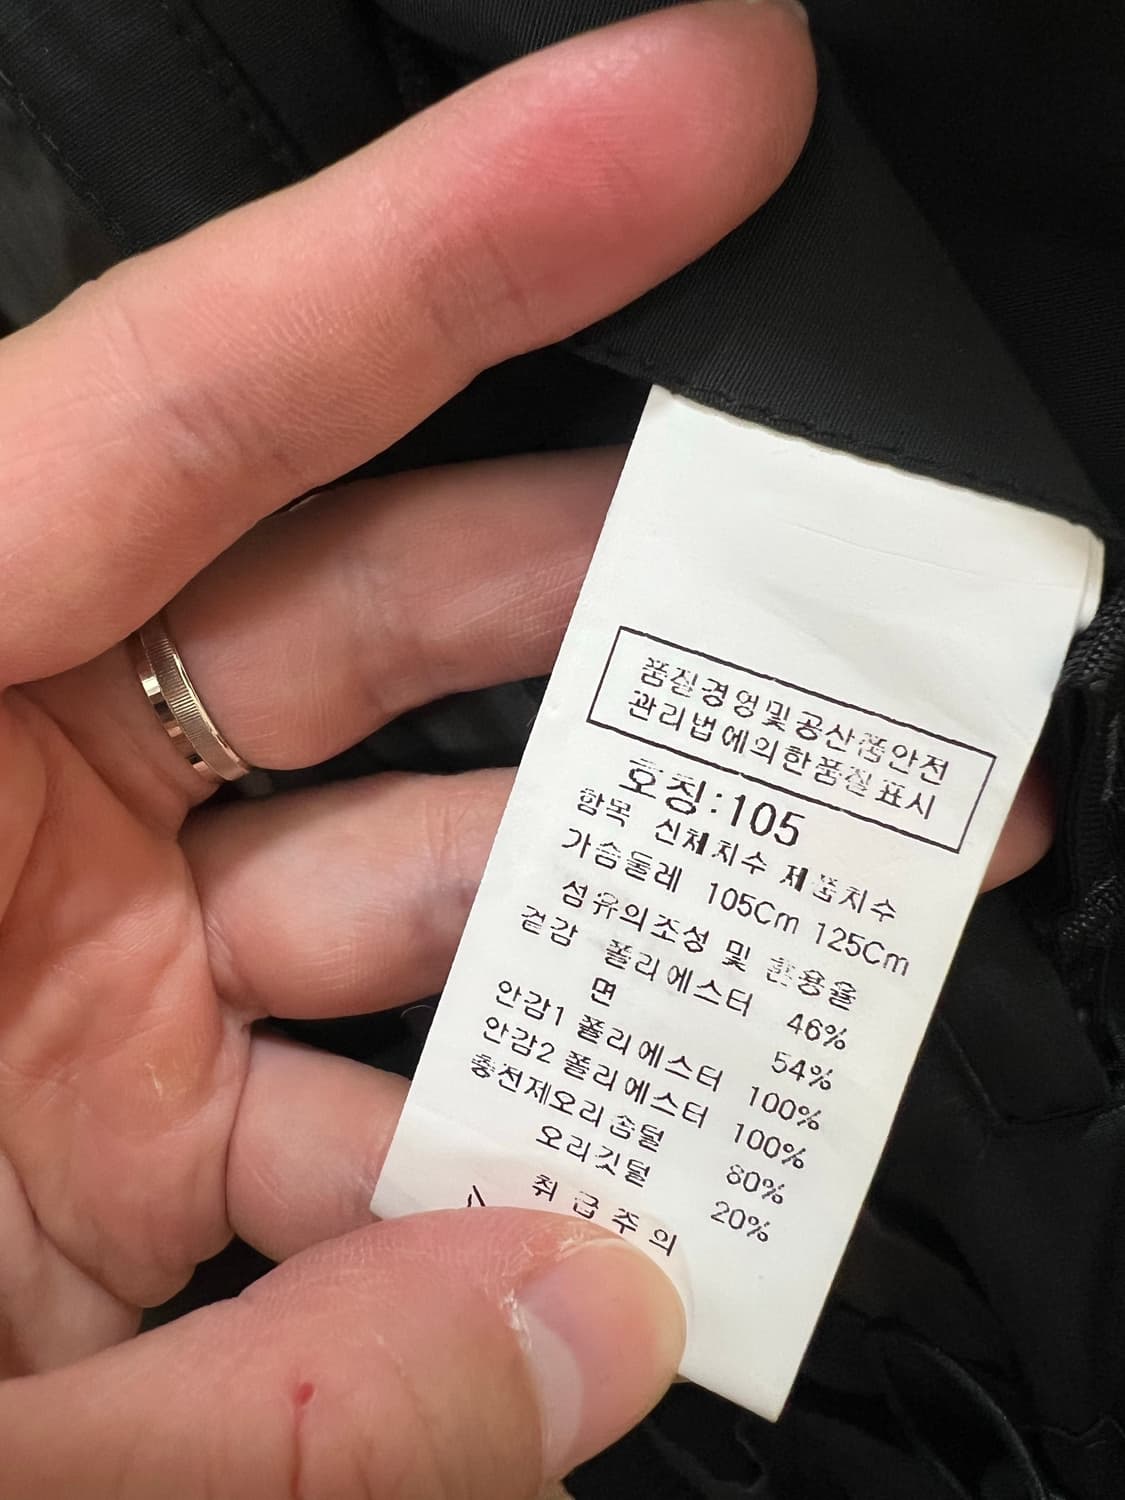 품질경영및공산품안전
관리법에의한품질표시
호칭:105
항목 신체치수 제품치수
가슴둘레 105Cm 125Cm
섬유의조성 및 혼용율
겉감 폴리에스터 46%
면 54%
안감1 폴리에스터 100%
안감2 폴리에스터 100%
충전제오리솜털 80%
오리깃털 20%
취급주의